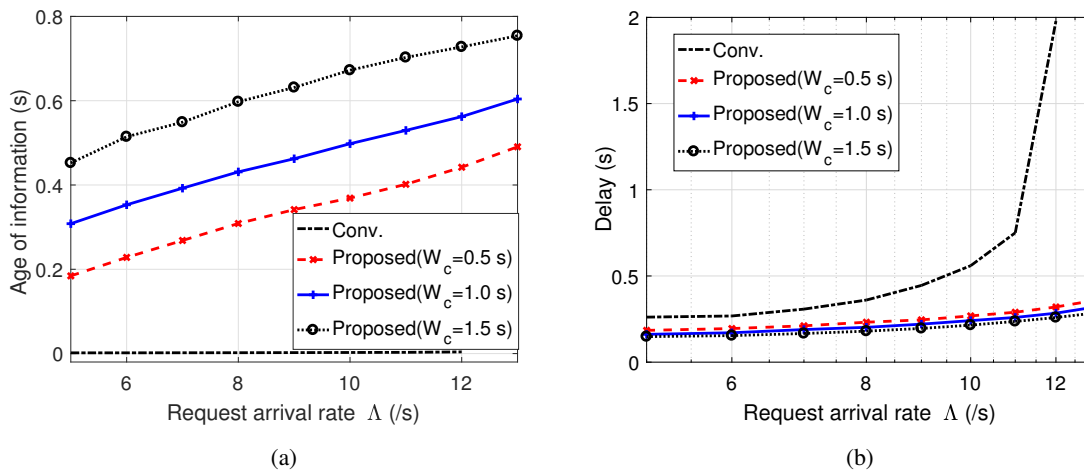 0.8
0.6
0.4
0.2
0
Age of information (s)
Conv.
Proposed(W_c=0.5 s)
Proposed(W_c=1.0 s)
Proposed(W_c=1.5 s)
6
8
10
12
Request arrival rate Λ (/s)
(a)
2
1.5
1
0.5
0
Delay (s)
Conv.
Proposed(W_c=0.5 s)
Proposed(W_c=1.0 s)
Proposed(W_c=1.5 s)
6
8
10
12
Request arrival rate Λ (/s)
(b)